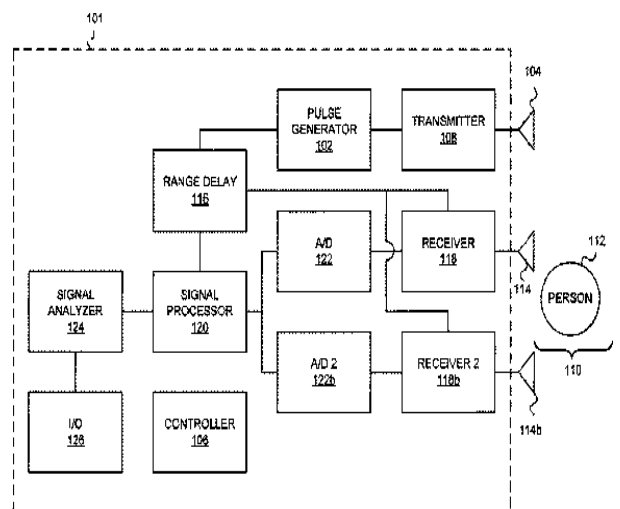 101
104
PULSE
GENERATOR
102
TRANSMITTER
108
RANGE DELAY
116
A/D
122
RECEIVER
118
114
112
PERSON
SIGNAL
ANALYZER
124
SIGNAL
PROCESSOR
120
A/D 2
122b
RECEIVER 2
118b
110
114b
I/O
126
CONTROLLER
106